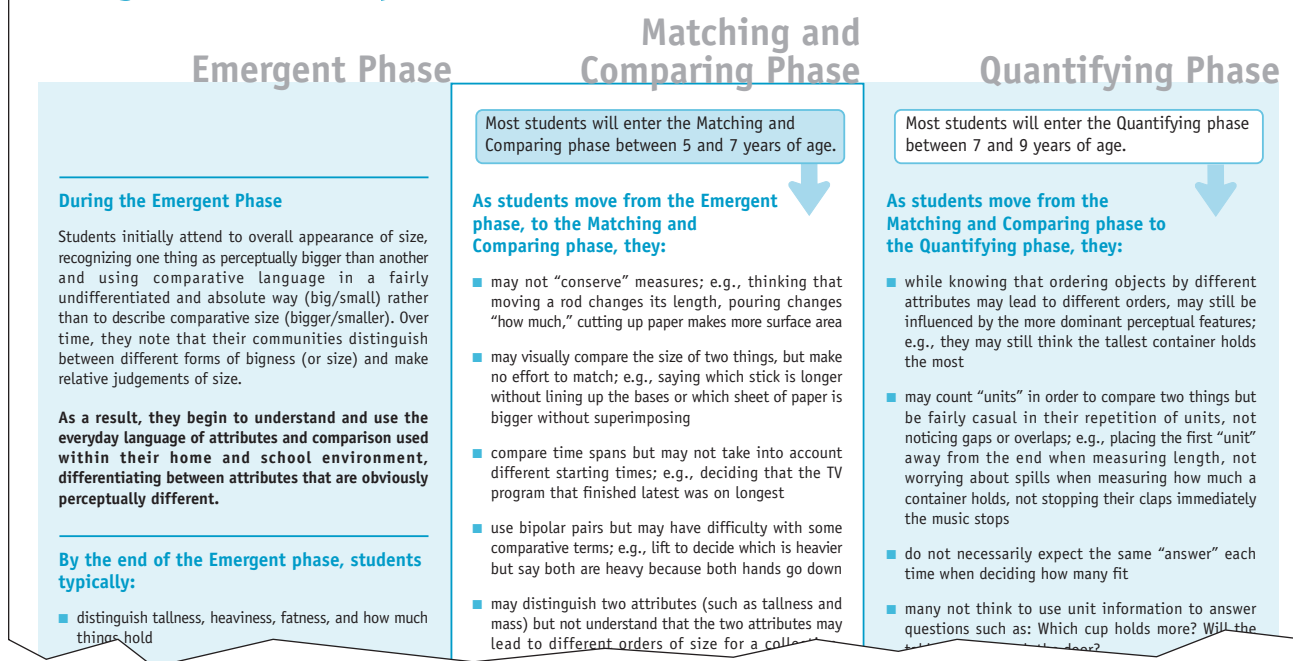 Emergent Phase
During the Emergent Phase
Students initially attend to overall appearance of size,
recognizing one thing as perceptually bigger than another
and using comparative language in a fairly
undifferentiated and absolute way (big/small) rather
than to describe comparative size (bigger/smaller). Over
time, they note that their communities distinguish
between different forms of bigness (or size) and make
relative judgements of size.
As a result, they begin to understand and use the
everyday language of attributes and comparison used
within their home and school environment,
differentiating between attributes that are obviously
perceptually different.
By the end of the Emergent phase, students
typically:
■ distinguish tallness, heaviness, fatness, and how much
things hold
Matching and
Comparing Phase
Most students will enter the Matching and
Comparing phase between 5 and 7 years of age.
As students move from the Emergent
phase, to the Matching and
Comparing phase, they:
■ may not “conserve” measures; e.g., thinking that
moving a rod changes its length, pouring changes
“how much,” cutting up paper makes more surface area
■ may visually compare the size of two things, but make
no effort to match; e.g., saying which stick is longer
without lining up the bases or which sheet of paper is
bigger without superimposing
■ compare time spans but may not take into account
different starting times; e.g., deciding that the TV
program that finished latest was on longest
■ use bipolar pairs but may have difficulty with some
comparative terms; e.g., lift to decide which is heavier
but say both are heavy because both hands go down
■ may distinguish two attributes (such as tallness and
mass) but not understand that the two attributes may
lead to different orders of size for a
Quantifying Phase
Most students will enter the Quantifying phase
between 7 and 9 years of age.
As students move from the
Matching and Comparing phase to
the Quantifying phase, they:
■ while knowing that ordering objects by different
attributes may lead to different orders, may still be
influenced by the more dominant perceptual features;
e.g., they may still think the tallest container holds
the most
■ may count “units” in order to compare two things but
be fairly casual in their repetition of units, not
noticing gaps or overlaps; e.g., placing the first “unit”
away from the end when measuring length, not
worrying about spills when measuring how much a
container holds, not stopping their claps immediately
the music stops
■ do not necessarily expect the same “answer” each
time when deciding how many fit
■ many not think to use unit information to answer
questions such as: Which cup holds more? Will the